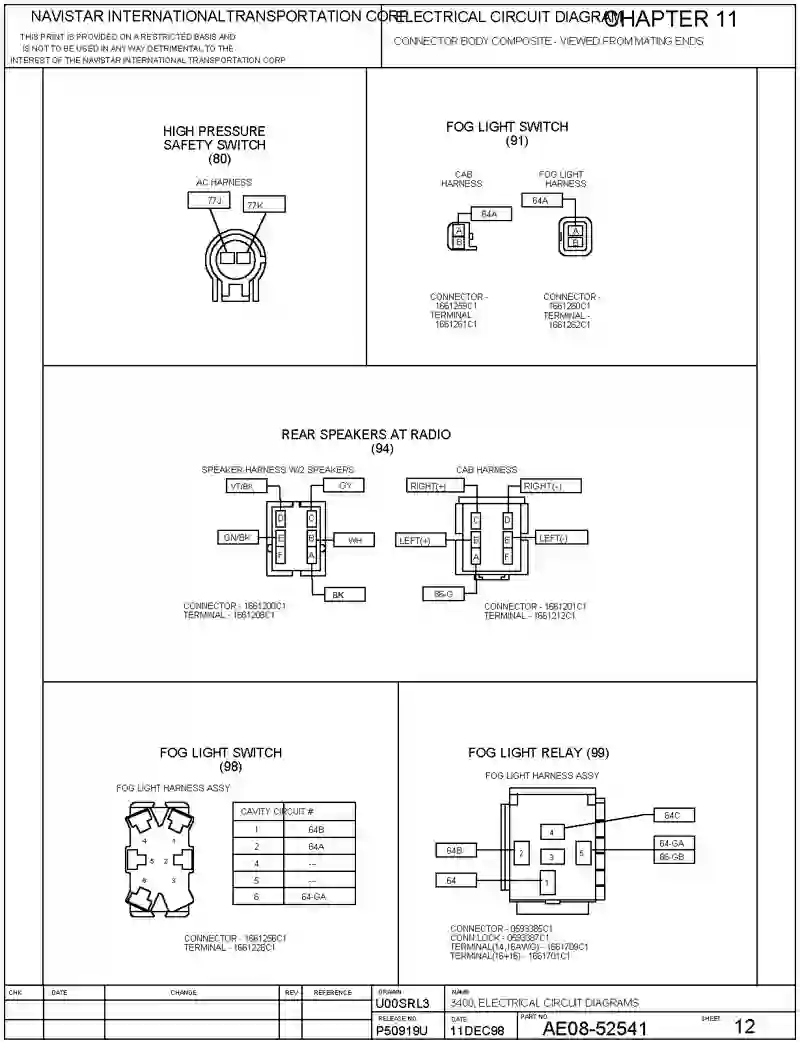 NAVISTAR INTERNATIONAL TRANSPORTATION CORP
THIS PRINT IS PROVIDED ON A RESTRICTED BASIS AND
IS NOT TO BE USED IN ANY WAY DETRIMENTAL TO THE
INTEREST OF THE NAVISTAR INTERNATIONAL TRANSPORTATION CORP
ELECTRICAL CIRCUIT DIAGRAM
CHAPTER 11
CONNECTOR BODY COMPOSITE - VIEWED FROM MATING ENDS
HIGH PRESSURE
SAFETY SWITCH
(80)
AC HARNESS
77J
77K
FOG LIGHT SWITCH
(91)
CAB
HARNESS
64A
A
B
CONNECTOR -
1661259C1
TERMINAL
1661261C1
FOG LIGHT
HARNESS
64A
A
B
CONNECTOR -
1661260C1
TERMINAL -
1661262C1
REAR SPEAKERS AT RADIO
(94)
SPEAKER HARNESS W/2 SPEAKERS
VT/BK
GY
D
C
GN/BK
E
B
WH
F
A
BK
CONNECTOR - 1661200C1
TERMINAL - 1661208C1
CAB HARNESS
RIGHT(+)
RIGHT(-)
C
D
LEFT(+)
B
E
LEFT(-)
A
F
86-G
CONNECTOR - 1661201C1
TERMINAL - 1661212C1
FOG LIGHT SWITCH
(98)
FOG LIGHT HARNESS ASSY
4
1
5
2
6
3
CAVITY CIRCUIT #
1 64B
2 64A
4 ---
5 ---
6 64-GA
CONNECTOR - 1661256C1
TERMINAL - 1661226C1
FOG LIGHT RELAY (99)
FOG LIGHT HARNESS ASSY
64C
4
64B
2
3
5
64-GA
86-GB
64
1
CONNECTOR - 0593385C1
CONN.LOCK - 0593387C1
TERMINAL(14,16AWG) - 1661709C1
TERMINAL(16+16) - 1661701C1
CHK DATE CHANGE REV REFERENCE
DRAWN
U00SRL3
NAME
3400, ELECTRICAL CIRCUIT DIAGRAMS
RELEASE NO.
P50919U
DATE
11DEC98
PART NO.
AE08-52541
SHEET
12